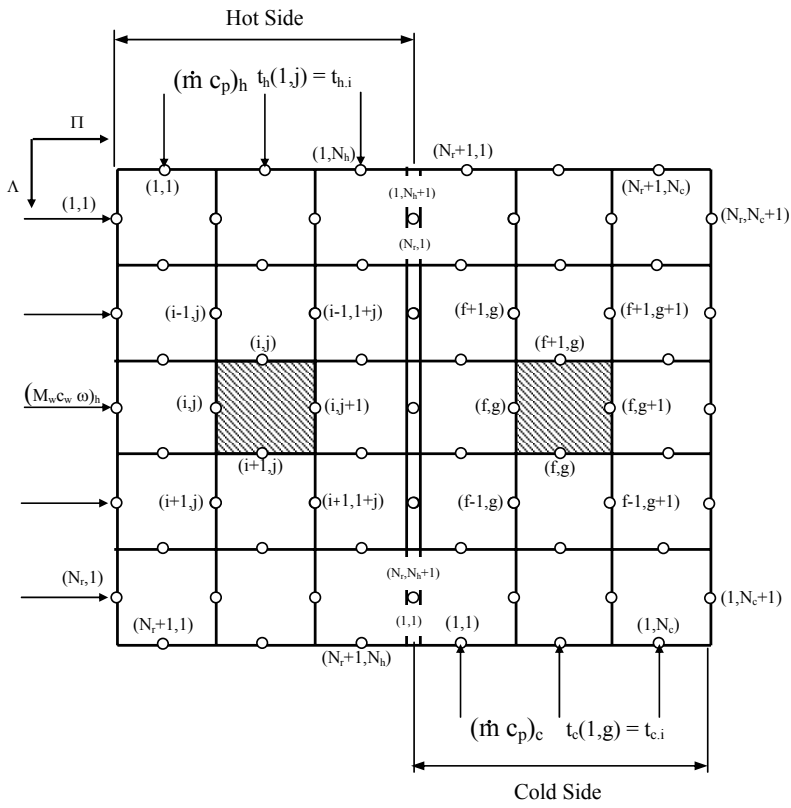 Hot Side
(ṁ c_p)_h   t_h(1,j) = t_h.i
Π
Λ
(1,N_h)
(N_r+1,1)
(1,1)
(1,N_h+1)
(N_r+1,N_c)
(1,1)
(N_r,N_c+1)
(N_r,1)
(i-1,j)
(i-1,1+j)
(f+1,g)
(f+1,g+1)
(i,j)
(f+1,g)
(M_w c_w ω)_h
(i,j)
(i,j+1)
(f,g)
(f,g+1)
(i+1,j)
(f,g)
(i+1,j)
(i+1,1+j)
(f-1,g)
f-1,g+1)
(N_r,1)
(N_r,N_h+1)
(1,N_c+1)
(N_r+1,1)
(1,1)
(1,1)
(1,N_c)
(N_r+1,N_h)
(ṁ c_p)_c   t_c(1,g) = t_c.i
Cold Side